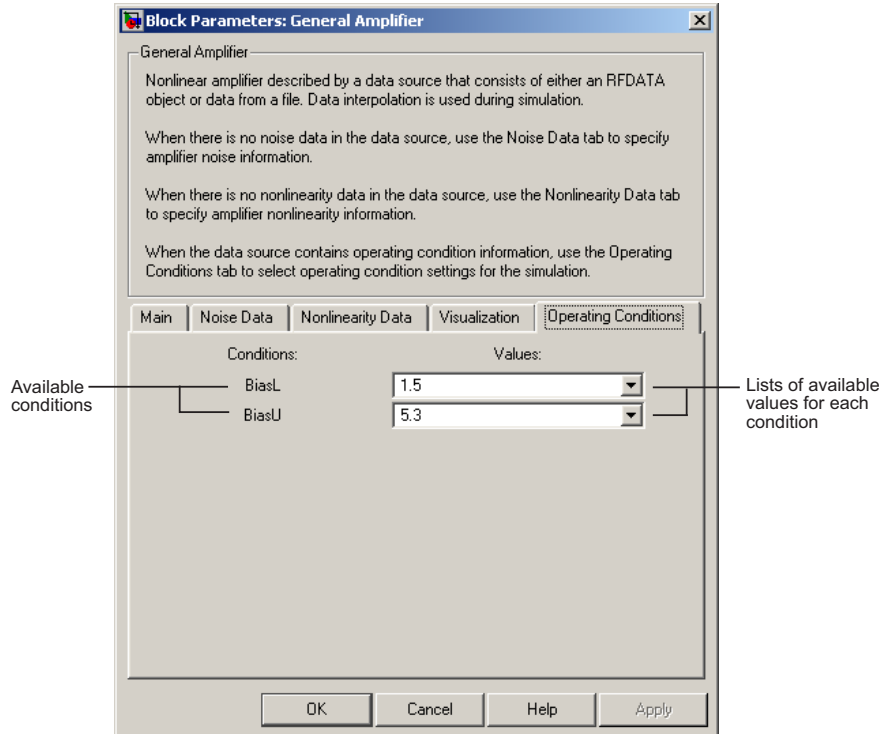 Block Parameters: General Amplifier
General Amplifier
Nonlinear amplifier described by a data source that consists of either an RFDATA
object or data from a file. Data interpolation is used during simulation.
When there is no noise data in the data source, use the Noise Data tab to specify
amplifier noise information.
When there is no nonlinearity data in the data source, use the Nonlinearity Data tab
to specify amplifier nonlinearity information.
When the data source contains operating condition information, use the Operating
Conditions tab to select operating condition settings for the simulation.
Main Noise Data Nonlinearity Data Visualization Operating Conditions
Conditions: Values:
Available
conditions
BiasL 1.5
BiasU 5.3
Lists of available
values for each
condition
OK Cancel Help Apply